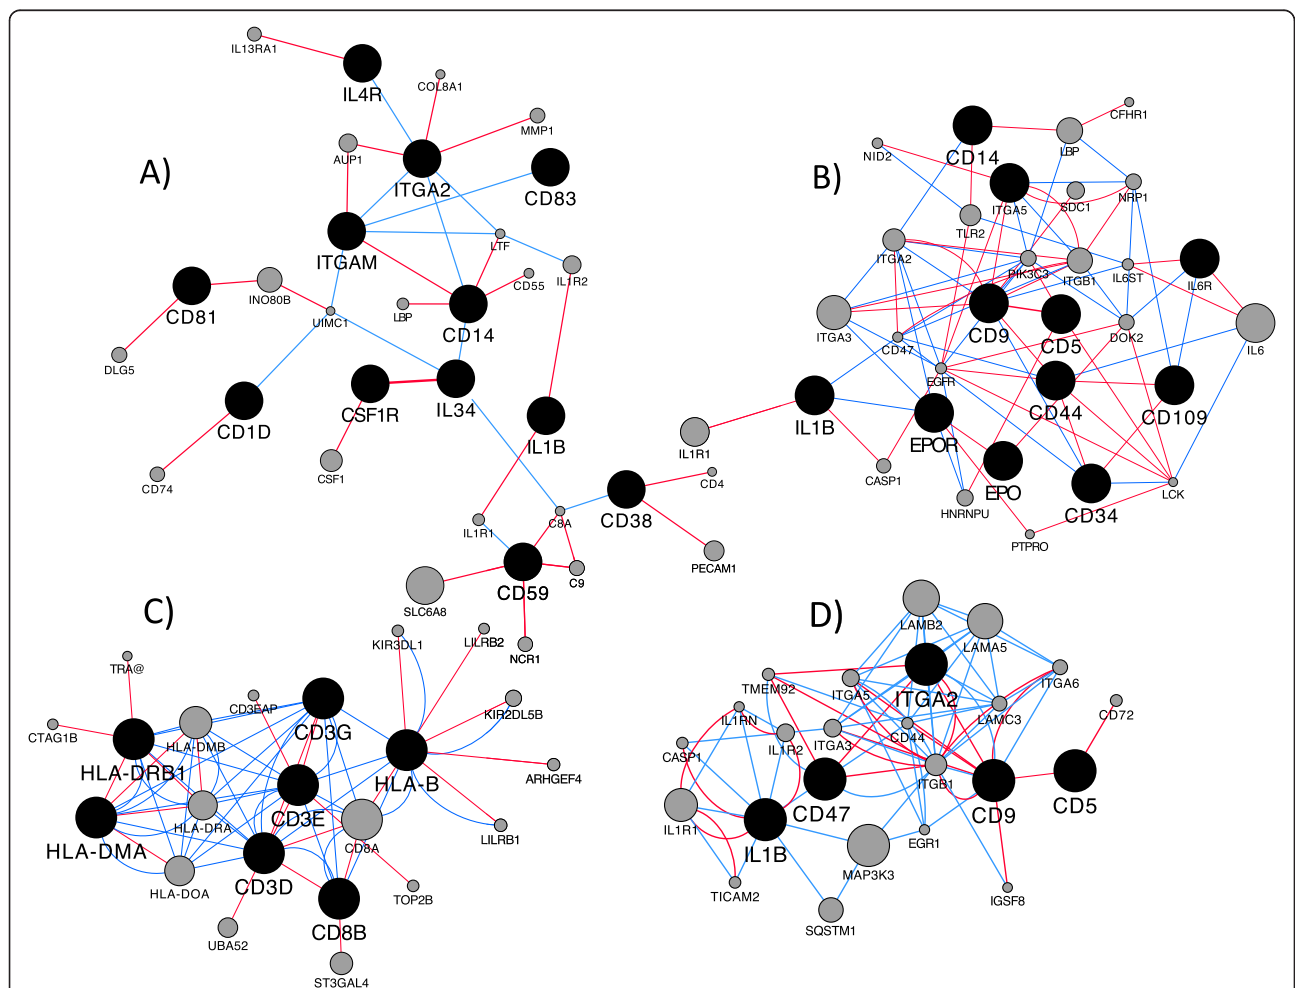 A)
IL13RA1
IL4R
COL8A1
MMP1
AUP1
ITGA2
CD83
ITGAM
LTF
CD55
IL1R2
INO80B
CD81
UIMC1
LBP
CD14
DLG5
CSF1R
IL34
CD1D
IL1B
CSF1
CD74
CD38
CD4
IL1R1
C8A
PECAM1
CD59
C9
SLC6A8
NCR1
B)
CFHR1
CD14
LBP
NID2
ITGA5
SDC1
NRP1
TLR2
ITGA2
PIK3C3
ITGB1
IL6ST
IL6R
ITGA3
CD9
CD5
DOK2
IL6
CD47
EGFR
CD44
CD109
IL1B
EPOR
IL1R1
CASP1
EPO
HNRNPU
CD34
LCK
PTPRO
C)
KIR3DL1
LILRB2
TRA@
CD3EAP
CD3G
KIR2DL5B
CTAG1B
HLA-DMB
HLA-DRB1
HLA-B
ARHGEF4
CD3E
HLA-DRA
HLA-DMA
CD8A
LILRB1
CD3D
HLA-DOA
TOP2B
CD8B
UBA52
ST3GAL4
D)
LAMB2
LAMA5
TMEM92
ITGA5
ITGA2
ITGA6
IL1RN
LAMC3
CD72
CD44
ITGA3
IL1R2
CASP1
ITGB1
CD47
CD9
CD5
IL1R1
IL1B
EGR1
MAP3K3
TICAM2
IGSF8
SQSTM1